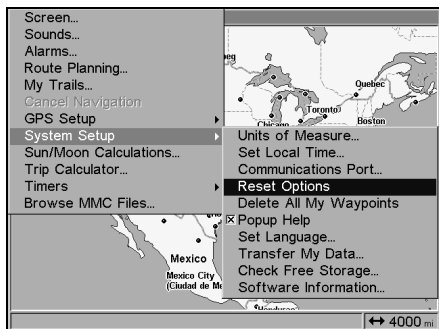 Screen...
Sounds...
Alarms...
Route Planning...
My Trails...
Cancel Navigation
GPS Setup
System Setup
Sun/Moon Calculations...
Trip Calculator...
Timers
Browse MMC Files...
Units of Measure...
Set Local Time...
Communications Port...
Reset Options
Delete All My Waypoints
Popup Help
Set Language...
Transfer My Data...
Check Free Storage...
Software Information...
Quebec
Toronto
Boston
Chicago
Mexico
Mexico City
(Ciudad de Me
Honduras
4000 mi